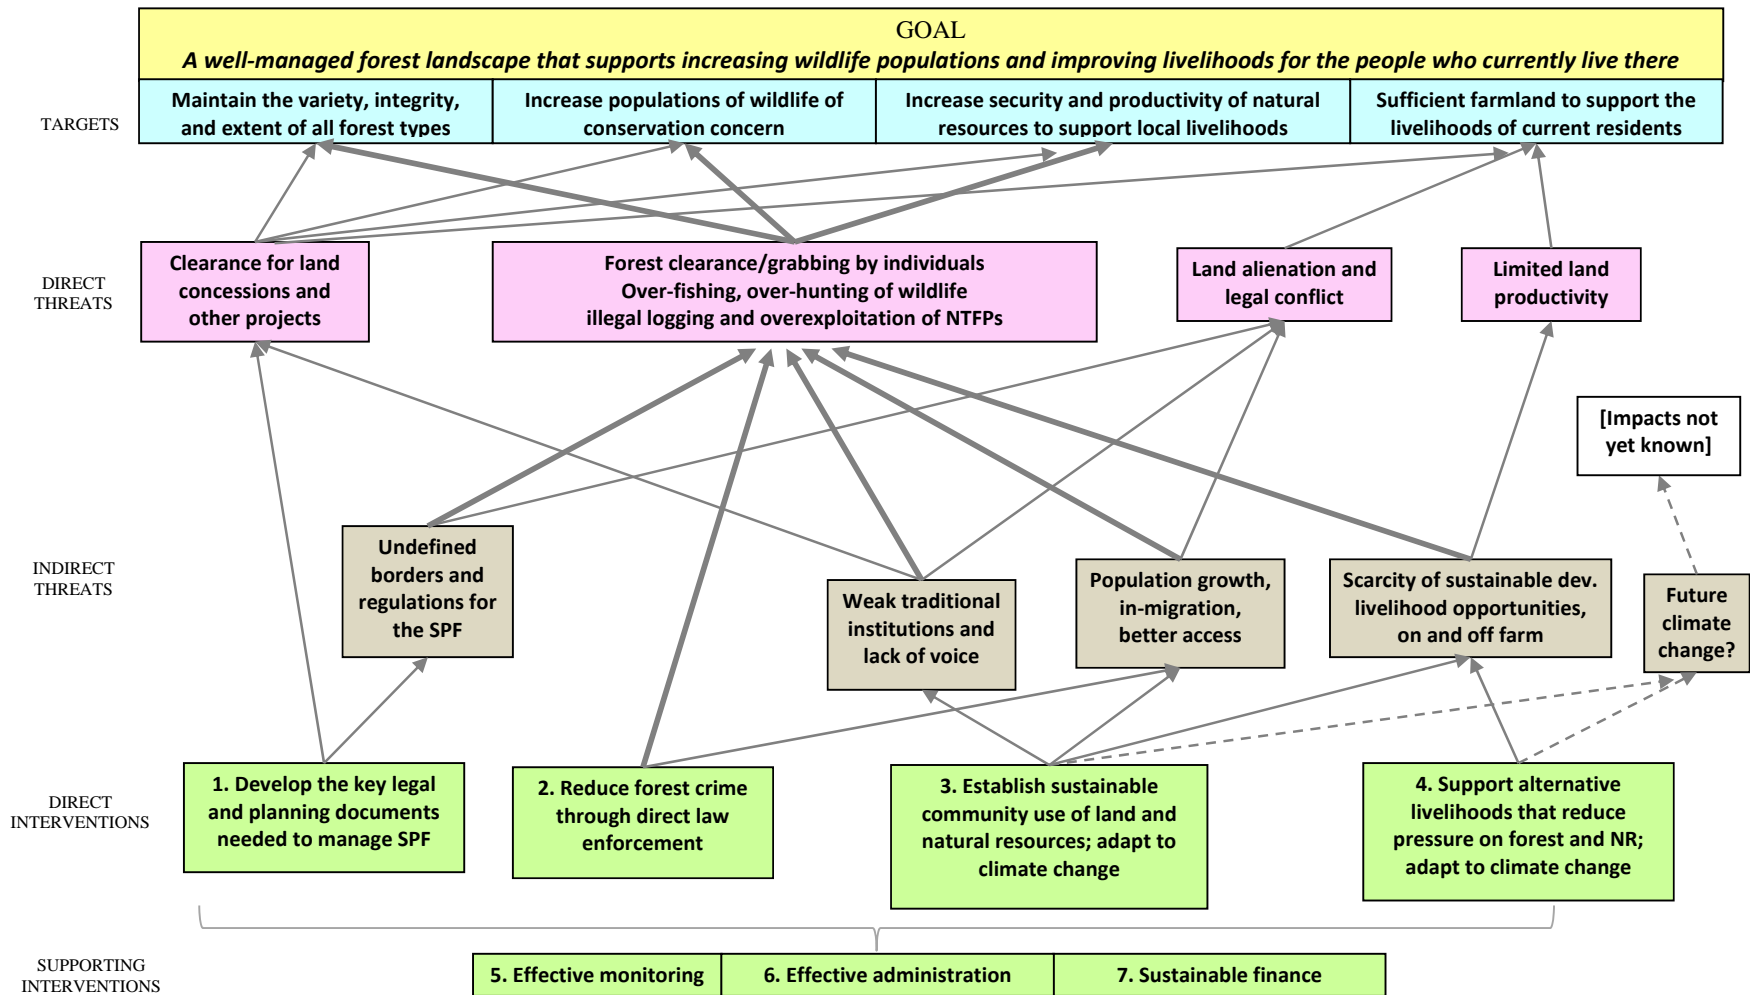 GOAL
A well-managed forest landscape that supports increasing wildlife populations and improving livelihoods for the people who currently live there
TARGETS
Maintain the variety, integrity,
and extent of all forest types
Increase populations of wildlife of
conservation concern
Increase security and productivity of natural
resources to support local livelihoods
Sufficient farmland to support the
livelihoods of current residents
DIRECT
THREATS
Clearance for land
concessions and
other projects
Forest clearance/grabbing by individuals
Over-fishing, over-hunting of wildlife
illegal logging and overexploitation of NTFPs
Land alienation and
legal conflict
Limited land
productivity
[Impacts not
yet known]
INDIRECT
THREATS
Undefined
borders and
regulations for
the SPF
Weak traditional
institutions and
lack of voice
Population growth,
in-migration,
better access
Scarcity of sustainable dev.
livelihood opportunities,
on and off farm
Future
climate
change?
DIRECT
INTERVENTIONS
1. Develop the key legal
and planning documents
needed to manage SPF
2. Reduce forest crime
through direct law
enforcement
3. Establish sustainable
community use of land and
natural resources; adapt to
climate change
4. Support alternative
livelihoods that reduce
pressure on forest and NR;
adapt to climate change
SUPPORTING
INTERVENTIONS
5. Effective monitoring
6. Effective administration
7. Sustainable finance